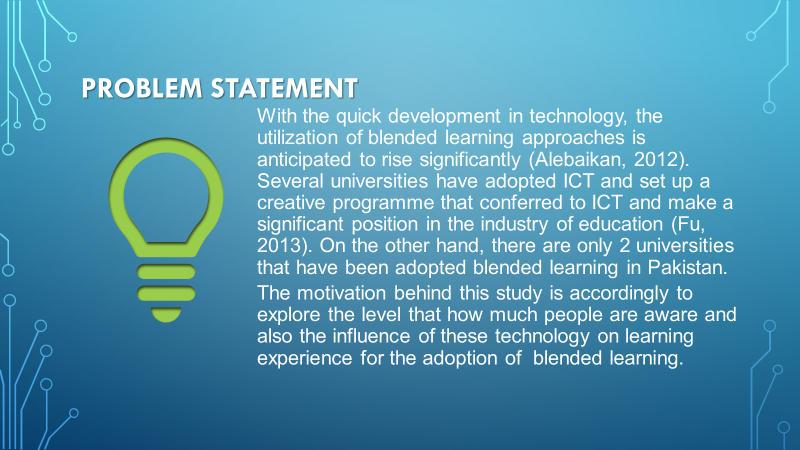 PROBLEM STATEMENT
With the quick development in technology, the
utilization of blended learning approaches is
anticipated to rise significantly (Alebaikan, 2012).
Several universities have adopted ICT and set up a
creative programme that conferred to ICT and make a
significant position in the industry of education (Fu,
2013). On the other hand, there are only 2 universities
that have been adopted blended learning in Pakistan.
The motivation behind this study is accordingly to
explore the level that how much people are aware and
also the influence of these technology on learning
experience for the adoption of  blended learning.